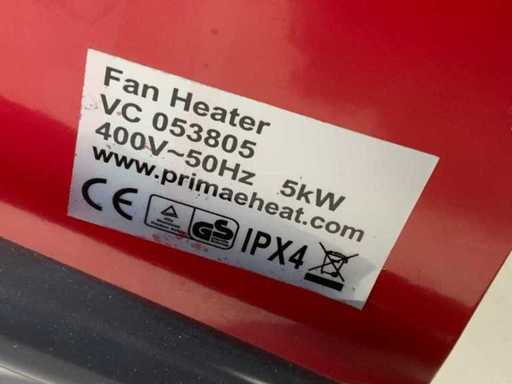 Fan Heater
VC 053805
400V~50Hz 5kW
www.primaeheat.com
CE GS IPX4